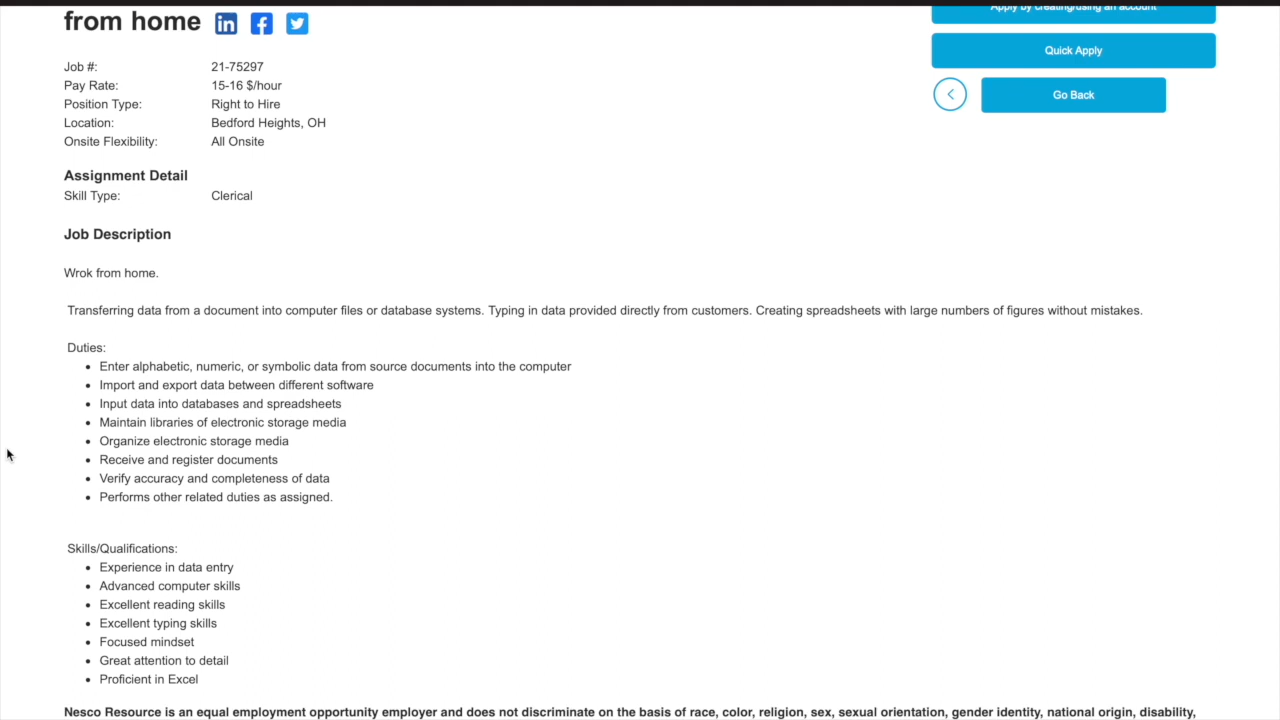 from home
Apply by creating/using an account
Quick Apply
Go Back
Job #: 21-75297
Pay Rate: 15-16 $/hour
Position Type: Right to Hire
Location: Bedford Heights, OH
Onsite Flexibility: All Onsite
Assignment Detail
Skill Type: Clerical
Job Description
Wrok from home.
Transferring data from a document into computer files or database systems. Typing in data provided directly from customers. Creating spreadsheets with large numbers of figures without mistakes.
Duties:
Enter alphabetic, numeric, or symbolic data from source documents into the computer
Import and export data between different software
Input data into databases and spreadsheets
Maintain libraries of electronic storage media
Organize electronic storage media
Receive and register documents
Verify accuracy and completeness of data
Performs other related duties as assigned.
Skills/Qualifications:
Experience in data entry
Advanced computer skills
Excellent reading skills
Excellent typing skills
Focused mindset
Great attention to detail
Proficient in Excel
Nesco Resource is an equal employment opportunity employer and does not discriminate on the basis of race, color, religion, sex, sexual orientation, gender identity, national origin, disability,